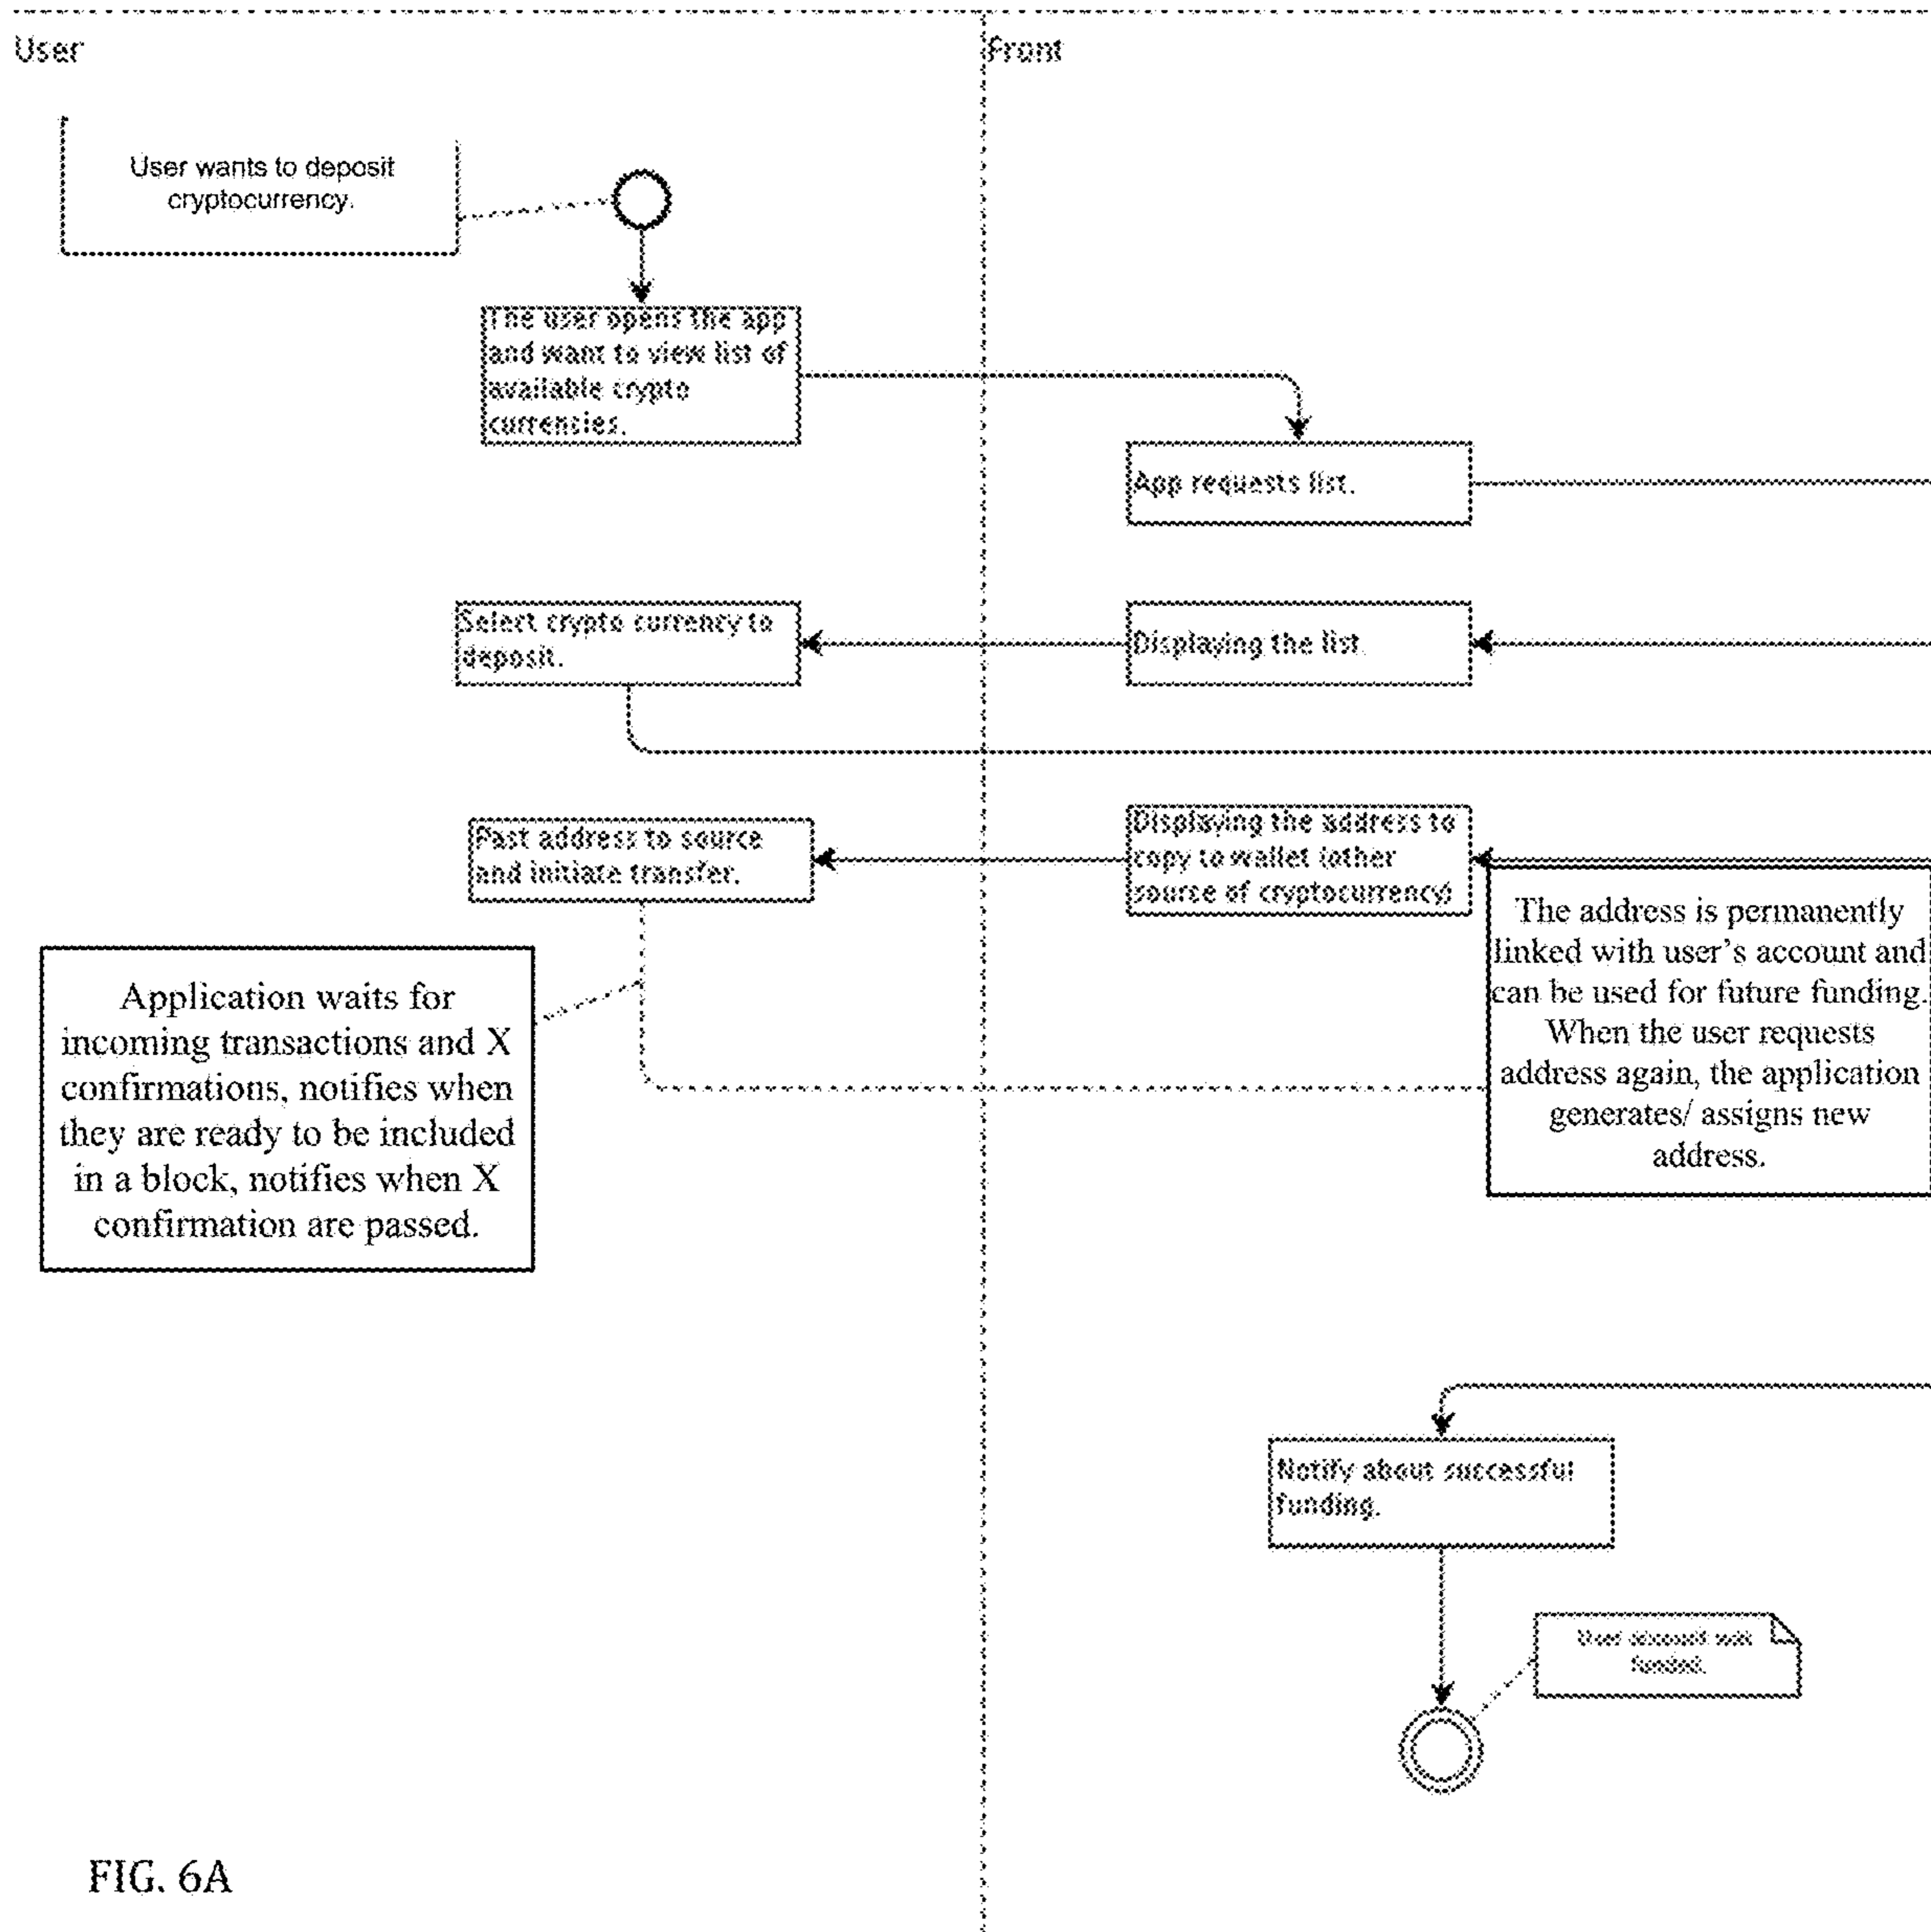 User
Front
User wants to deposit
cryptocurrency.
The user opens the app
and want to view list of
available crypto
currencies.
App requests list.
Select crypto currency to
deposit.
Displaying the list.
Past address to source
and initiate transfer.
Displaying the address to
copy to wallet (other
source of cryptocurrency)
The address is permanently
linked with user's account and
can be used for future funding.
When the user requests
address again, the application
generates/ assigns new
address.
Application waits for
incoming transactions and X
confirmations, notifies when
they are ready to be included
in a block, notifies when X
confirmation are passed.
Notify about successful
funding.
User account was
funded.
FIG. 6A